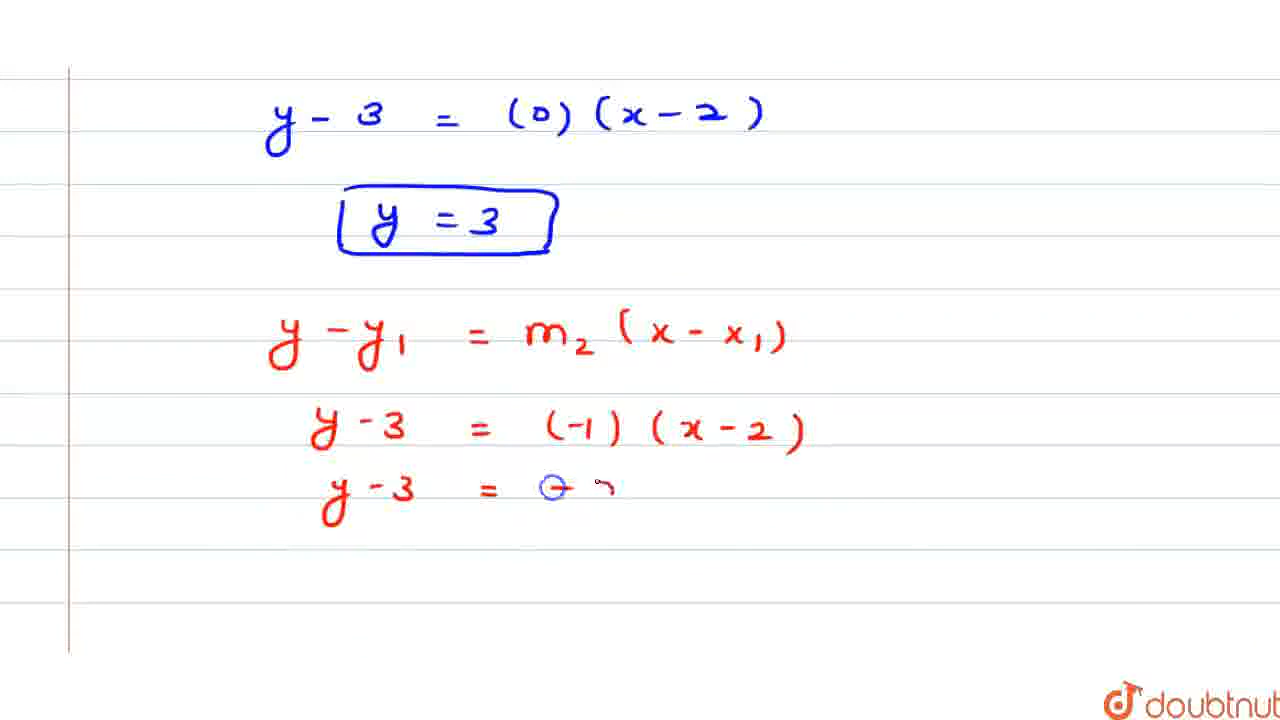 y - 3 = (0) (x - 2)
y = 3
y - y₁ = m₂ (x - x₁)
y - 3 = (-1) (x - 2)
y - 3 = -
doubtnut